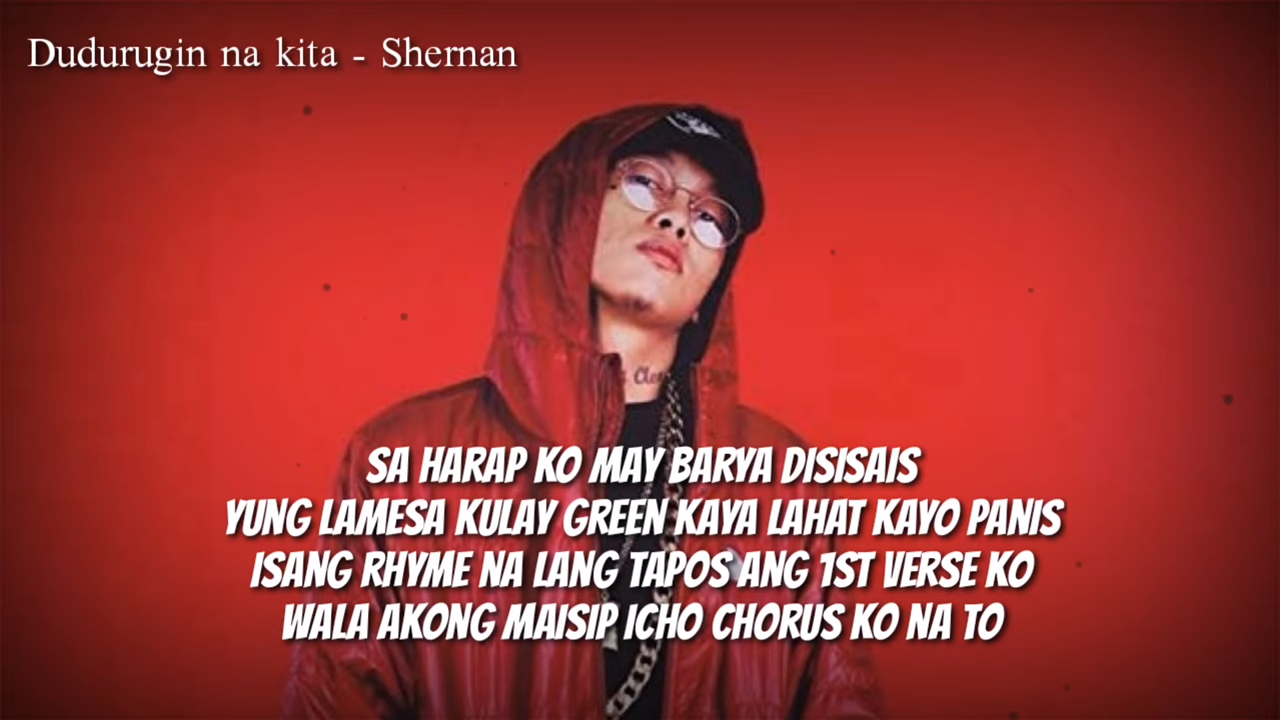 Dudurugin na kita - Shernan
SA HARAP KO MAY BARYA DISISAIS
YUNG LAMESA KULAY GREEN KAYA LAHAT KAYO PANIS
ISANG RHYME NA LANG TAPOS ANG 1ST VERSE KO
WALA AKONG MAISIP ICHO CHORUS KO NA TO